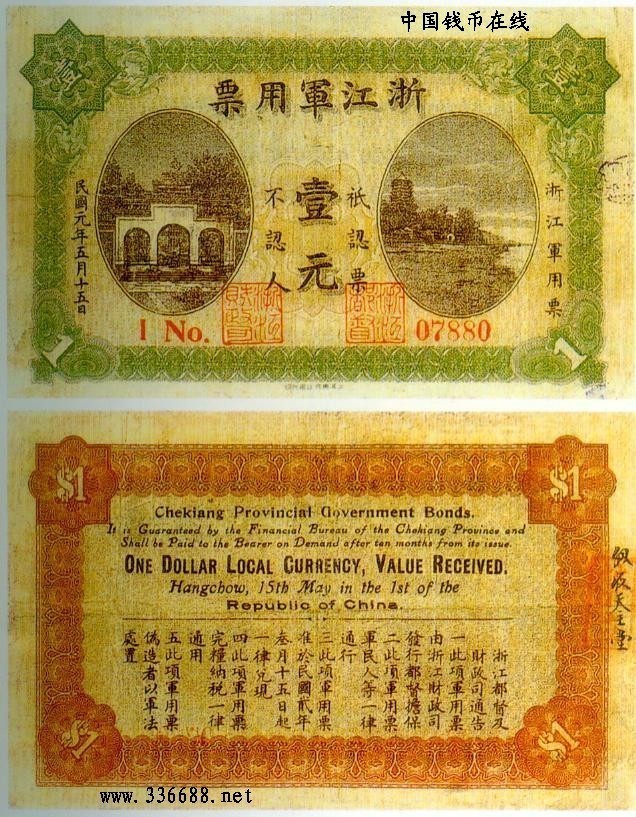 中国钱币在线
浙江軍用票
壹
壹
祇認票
壹元
不認人
浙江軍用票
民國元年五月十五日
浙江都督
浙江財政
1 No.
07880
1
1
$1
$1
Chekiang Provincial Government Bonds.
It is Guaranteed by the Financial Bureau of the Chekiang Province and
Shall be Paid to the Bearer on Demand after ten months from its issue.
ONE DOLLAR LOCAL CURRENCY, VALUE RECEIVED.
Hangchow, 15th May in the 1st of the
Republic of China.
浙江都督及
財政司通告
一此項軍用票
由浙江財政司
發行都督擔保
二此項軍用票
軍民人等一律
通行
三此項軍用票
准於民國貳年
叁月十五日起
一律兌現
四此項軍用票
完糧納稅一律
通用
五此項軍用票
偽造者以軍法
處置
$1
$1
www.336688.net